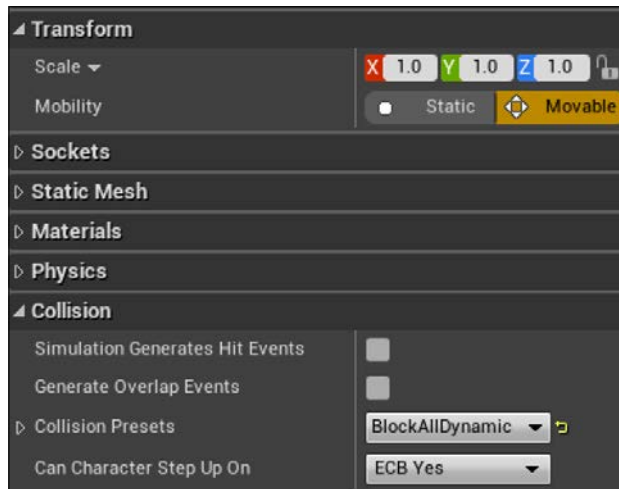 Transform
Scale
X 1.0 Y 1.0 Z 1.0
Mobility
Static Movable
Sockets
Static Mesh
Materials
Physics
Collision
Simulation Generates Hit Events
Generate Overlap Events
Collision Presets BlockAllDynamic
Can Character Step Up On ECB Yes